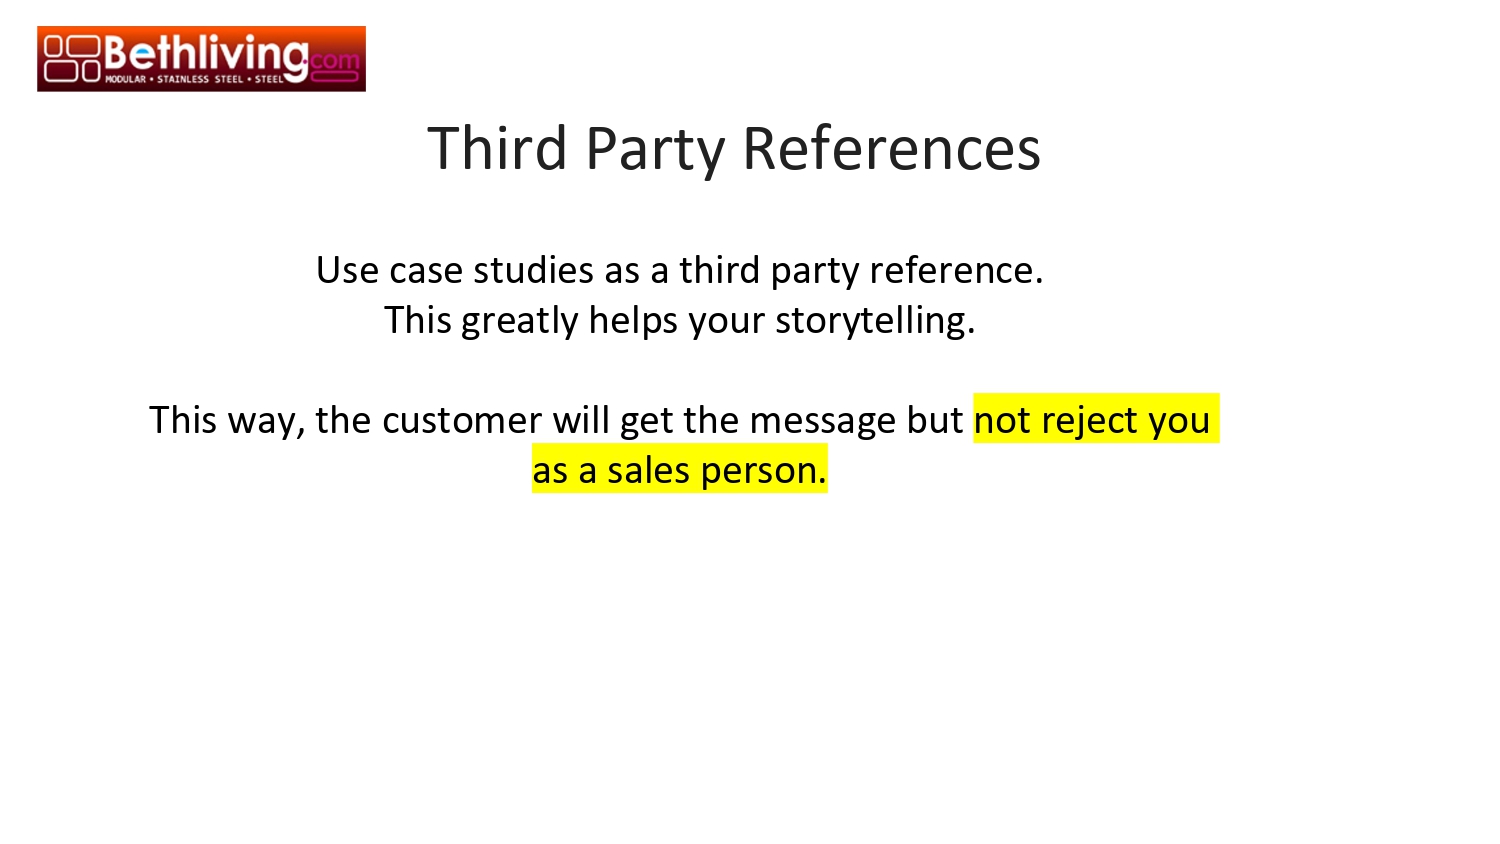 Bethliving.com
MODULAR • STAINLESS STEEL • STEEL
Third Party References
Use case studies as a third party reference.
This greatly helps your storytelling.
This way, the customer will get the message but not reject you
as a sales person.